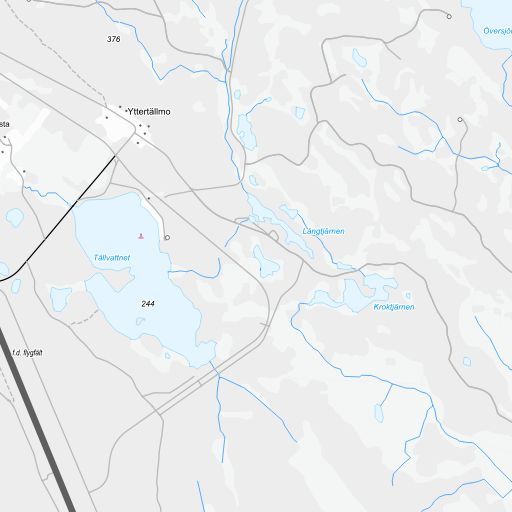 Översjö
376
Yttertällmo
sta
Långtjärnen
Tällvattnet
244
Kroktjärnen
f.d. flygfält